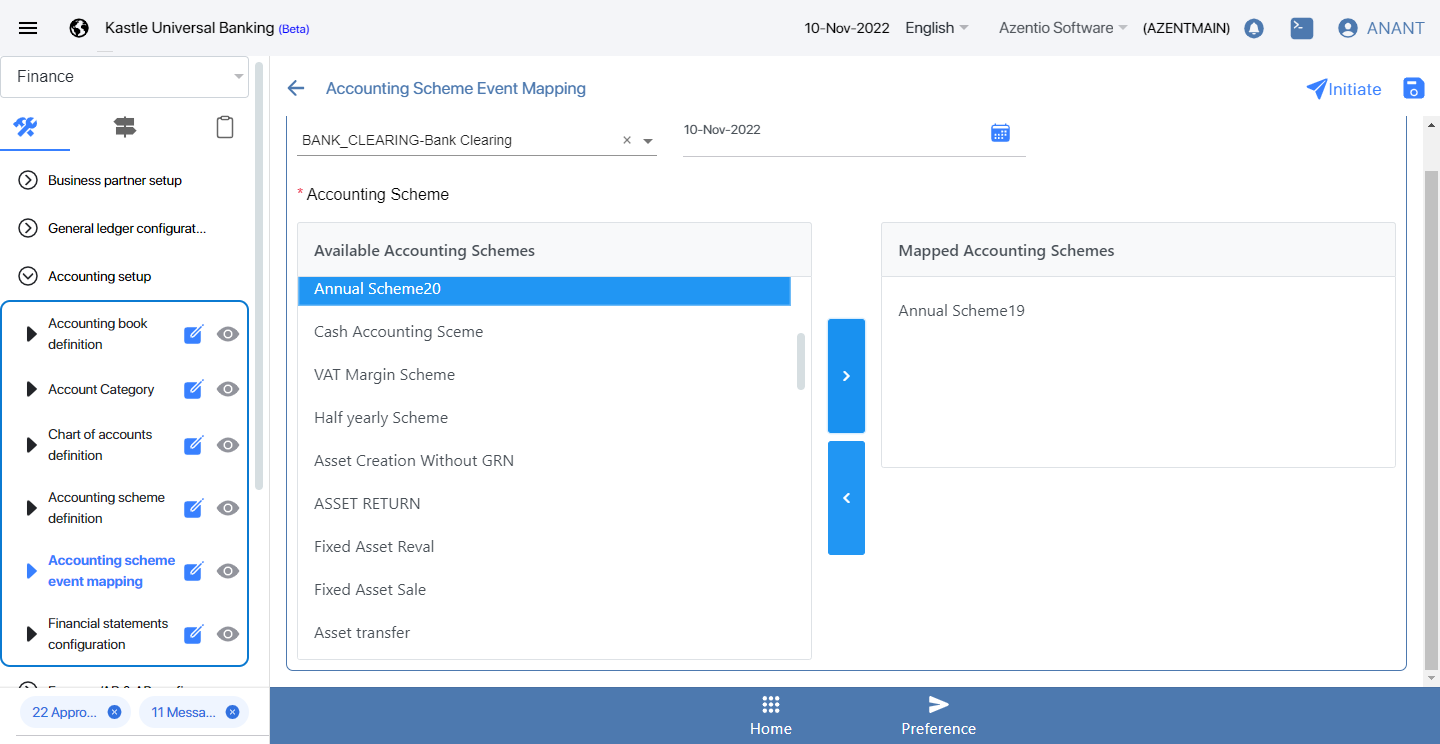 Kastle Universal Banking (Beta)
10-Nov-2022 English Azentio Software (AZENTMAIN) ANANT
Finance
Business partner setup
General ledger configurat...
Accounting setup
Accounting book
definition
Account Category
Chart of accounts
definition
Accounting scheme
definition
Accounting scheme
event mapping
Financial statements
configuration
22 Appro...
11 Messa...
Accounting Scheme Event Mapping
Initiate
BANK_CLEARING-Bank Clearing
10-Nov-2022
* Accounting Scheme
Available Accounting Schemes
Annual Scheme20
Cash Accounting Sceme
VAT Margin Scheme
Half yearly Scheme
Asset Creation Without GRN
ASSET RETURN
Fixed Asset Reval
Fixed Asset Sale
Asset transfer
Mapped Accounting Schemes
Annual Scheme19
Home
Preference